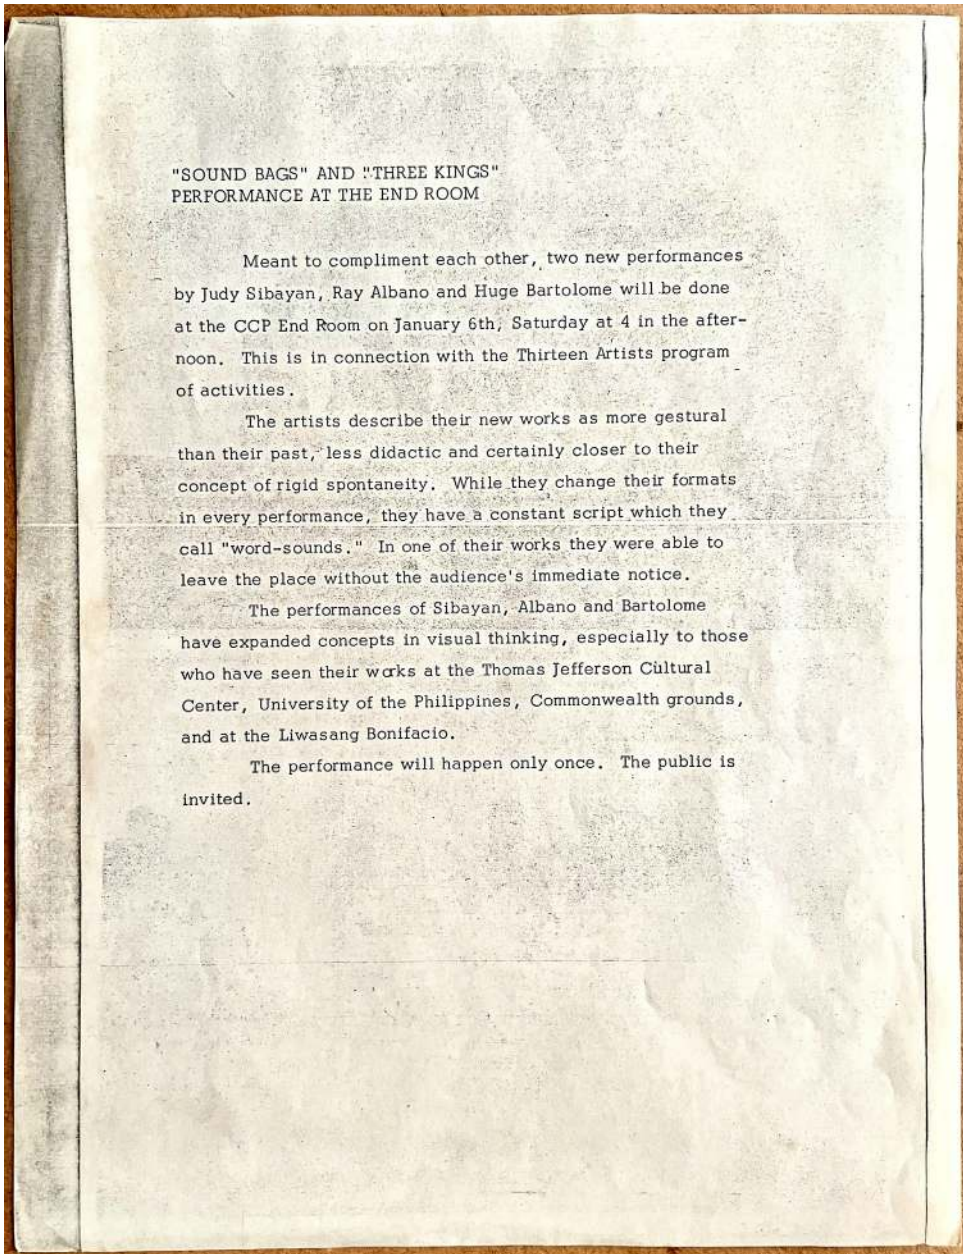 "SOUND BAGS" AND "THREE KINGS"
PERFORMANCE AT THE END ROOM
Meant to compliment each other, two new performances
by Judy Sibayan, Ray Albano and Huge Bartolome will be done
at the CCP End Room on January 6th, Saturday at 4 in the after-
noon. This is in connection with the Thirteen Artists program
of activities.
The artists describe their new works as more gestural
than their past, less didactic and certainly closer to their
concept of rigid spontaneity. While they change their formats
in every performance, they have a constant script which they
call "word-sounds." In one of their works they were able to
leave the place without the audience's immediate notice.
The performances of Sibayan, Albano and Bartolome
have expanded concepts in visual thinking, especially to those
who have seen their works at the Thomas Jefferson Cultural
Center, University of the Philippines, Commonwealth grounds,
and at the Liwasang Bonifacio.
The performance will happen only once. The public is
invited.